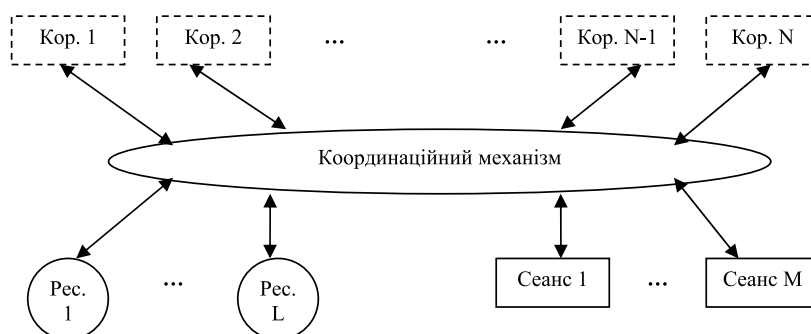 Кор. 1
Кор. 2
...
...
Кор. N-1
Кор. N
Координаційний механізм
Рес.
1
...
Рес.
L
Сеанс 1
...
Сеанс M